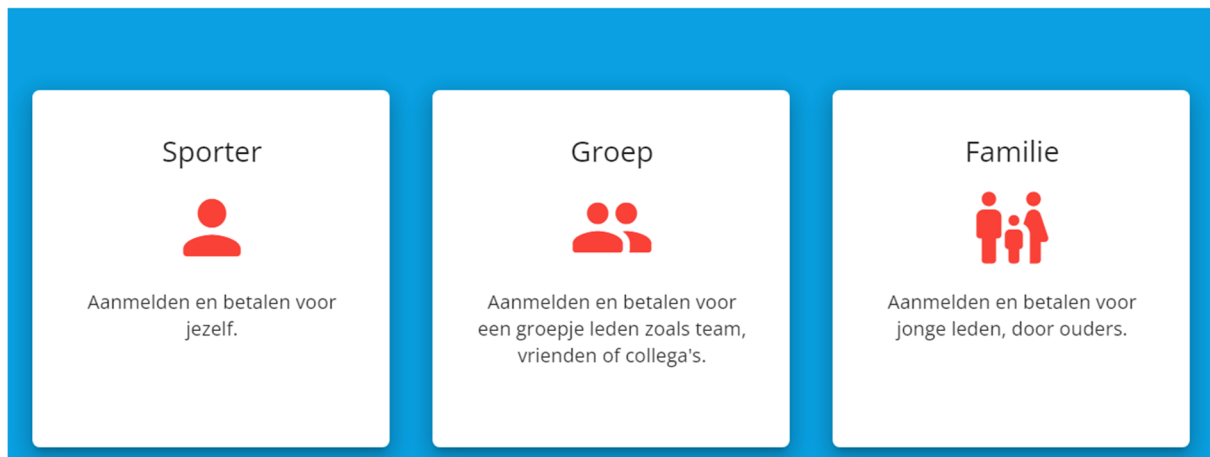 Sporter
Aanmelden en betalen voor
jezelf.
Groep
Aanmelden en betalen voor
een groepje leden zoals team,
vrienden of collega's.
Familie
Aanmelden en betalen voor
jonge leden, door ouders.